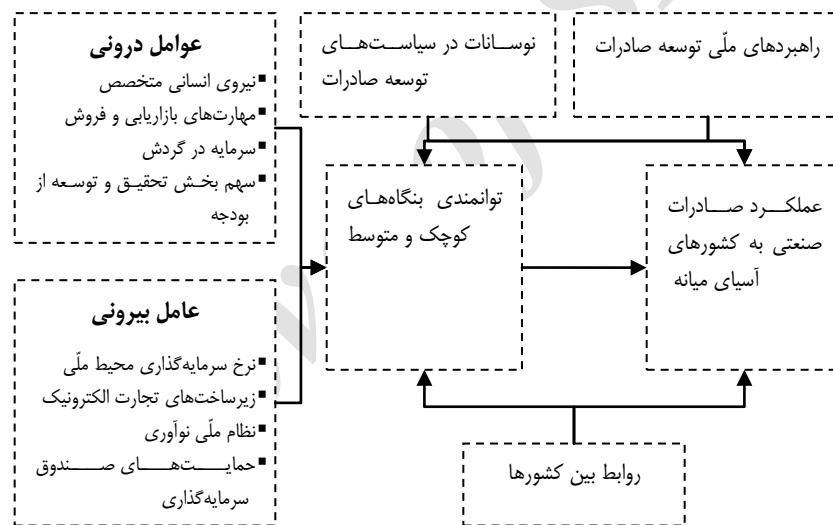 عوامل درونی
▪نیروی انسانی متخصص
▪مهارت‌های بازاریابی و فروش
▪سرمایه در گردش
▪سهم بخش تحقیق و توسعه از
بودجه
نوسانات در سیاست‌های
توسعه صادرات
راهبردهای ملّی توسعه صادرات
توانمندی بنگاه‌های
کوچک و متوسط
عملکرد صادرات
صنعتی به کشورهای
آسیای میانه
عامل بیرونی
▪نرخ سرمایه‌گذاری محیط ملّی
▪زیرساخت‌های تجارت الکترونیک
▪نظام ملّی نوآوری
▪حمایت‌های صندوق
سرمایه‌گذاری
روابط بین کشورها